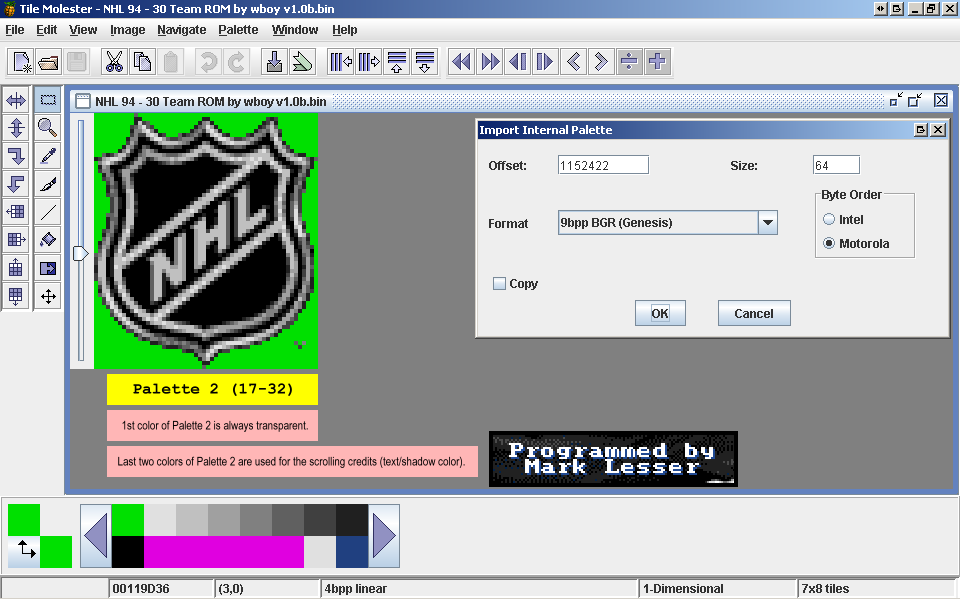 Tile Molester - NHL 94 - 30 Team ROM by wboy v1.0b.bin
File Edit View Image Navigate Palette Window Help
NHL 94 - 30 Team ROM by wboy v1.0b.bin
NHL
Import Internal Palette
Offset: 1152422 Size: 64
Byte Order
Intel
Format 9bpp BGR (Genesis)
Motorola
Copy
OK Cancel
Palette 2 (17-32)
1st color of Palette 2 is always transparent.
Last two colors of Palette 2 are used for the scrolling credits (text/shadow color).
Programmed by
Mark Lesser
00119D36 (3,0) 4bpp linear 1-Dimensional 7x8 tiles